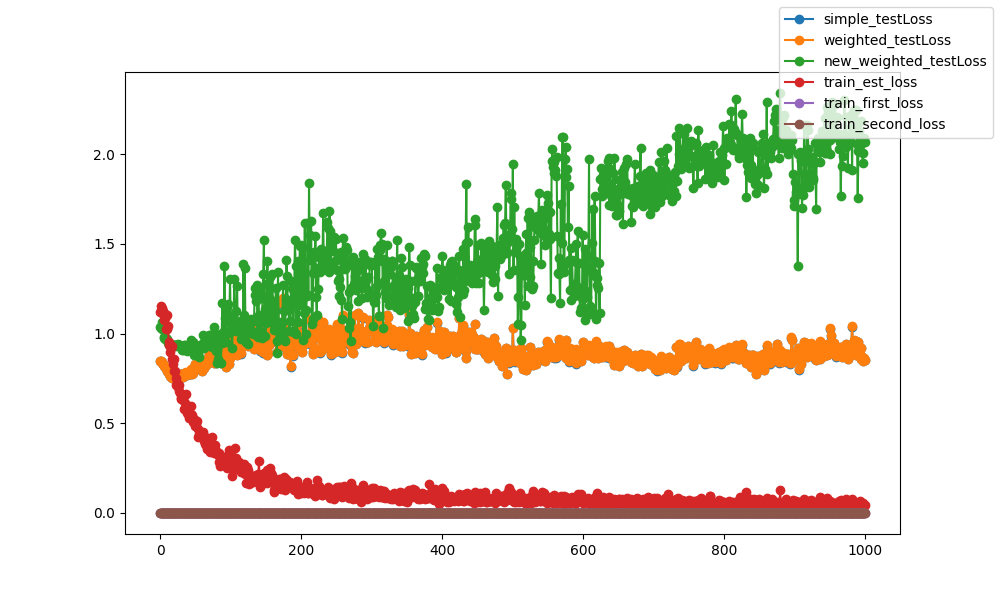 simple_testLoss
weighted_testLoss
new_weighted_testLoss
train_est_loss
train_first_loss
train_second_loss
2.0
1.5
1.0
0.5
0.0
0 200 400 600 800 1000